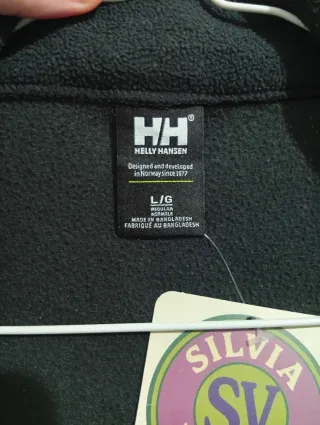 HH®
HELLY HANSEN
Designed and developed
in Norway since 1877
L/G
REGULAR
NORMALE
MADE IN BANGLADESH
FABRIQUÉ AU BANGLADESH
SILVIA
SV